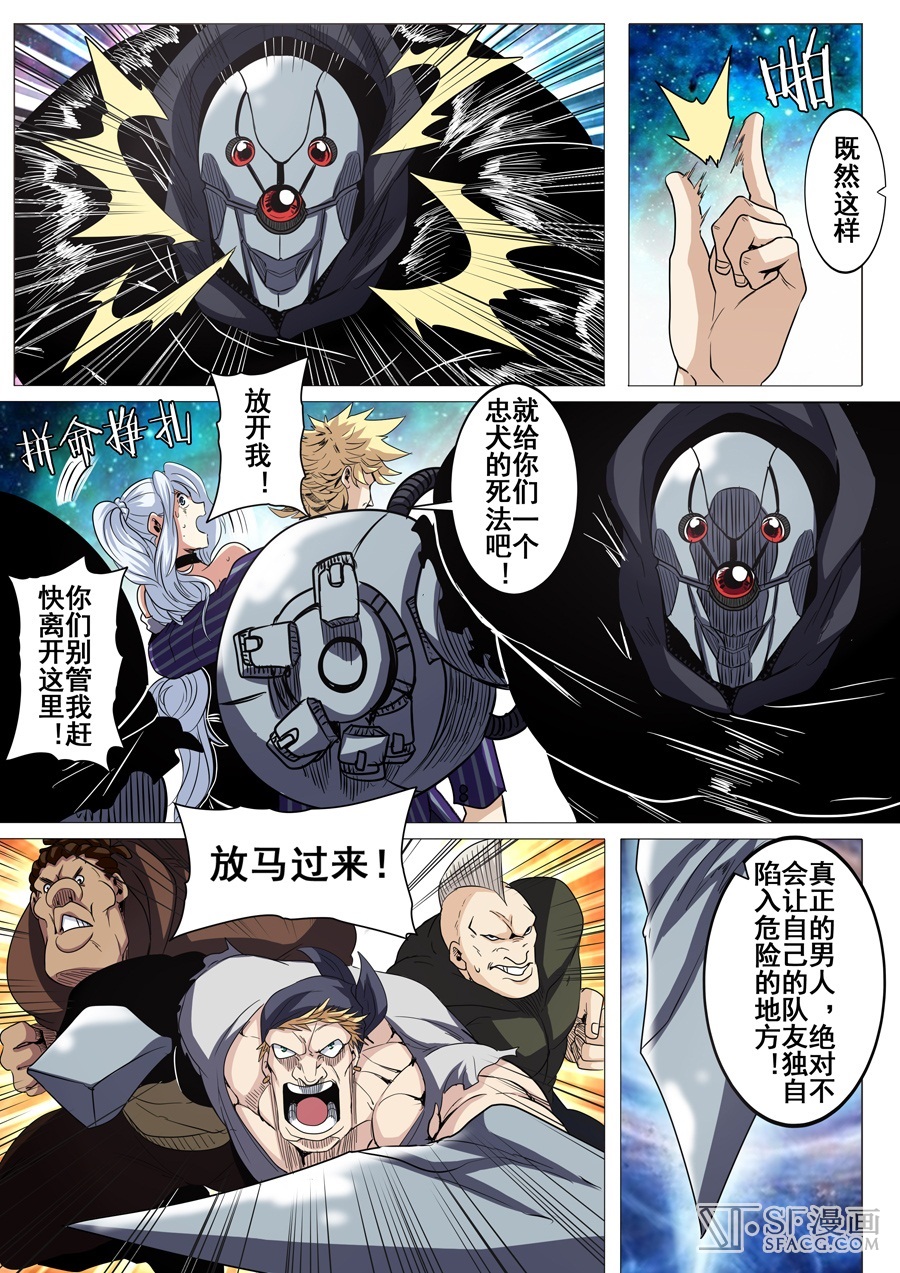 啪
既然这样
就给你们一个
忠犬的死法吧！
放开我！
拼命挣扎
你们别管我赶
快离开这里！
真正的男人，绝对不
会让自己的队友独自
陷入危险的地方！
放马过来！
SF漫画
SFACG.COM